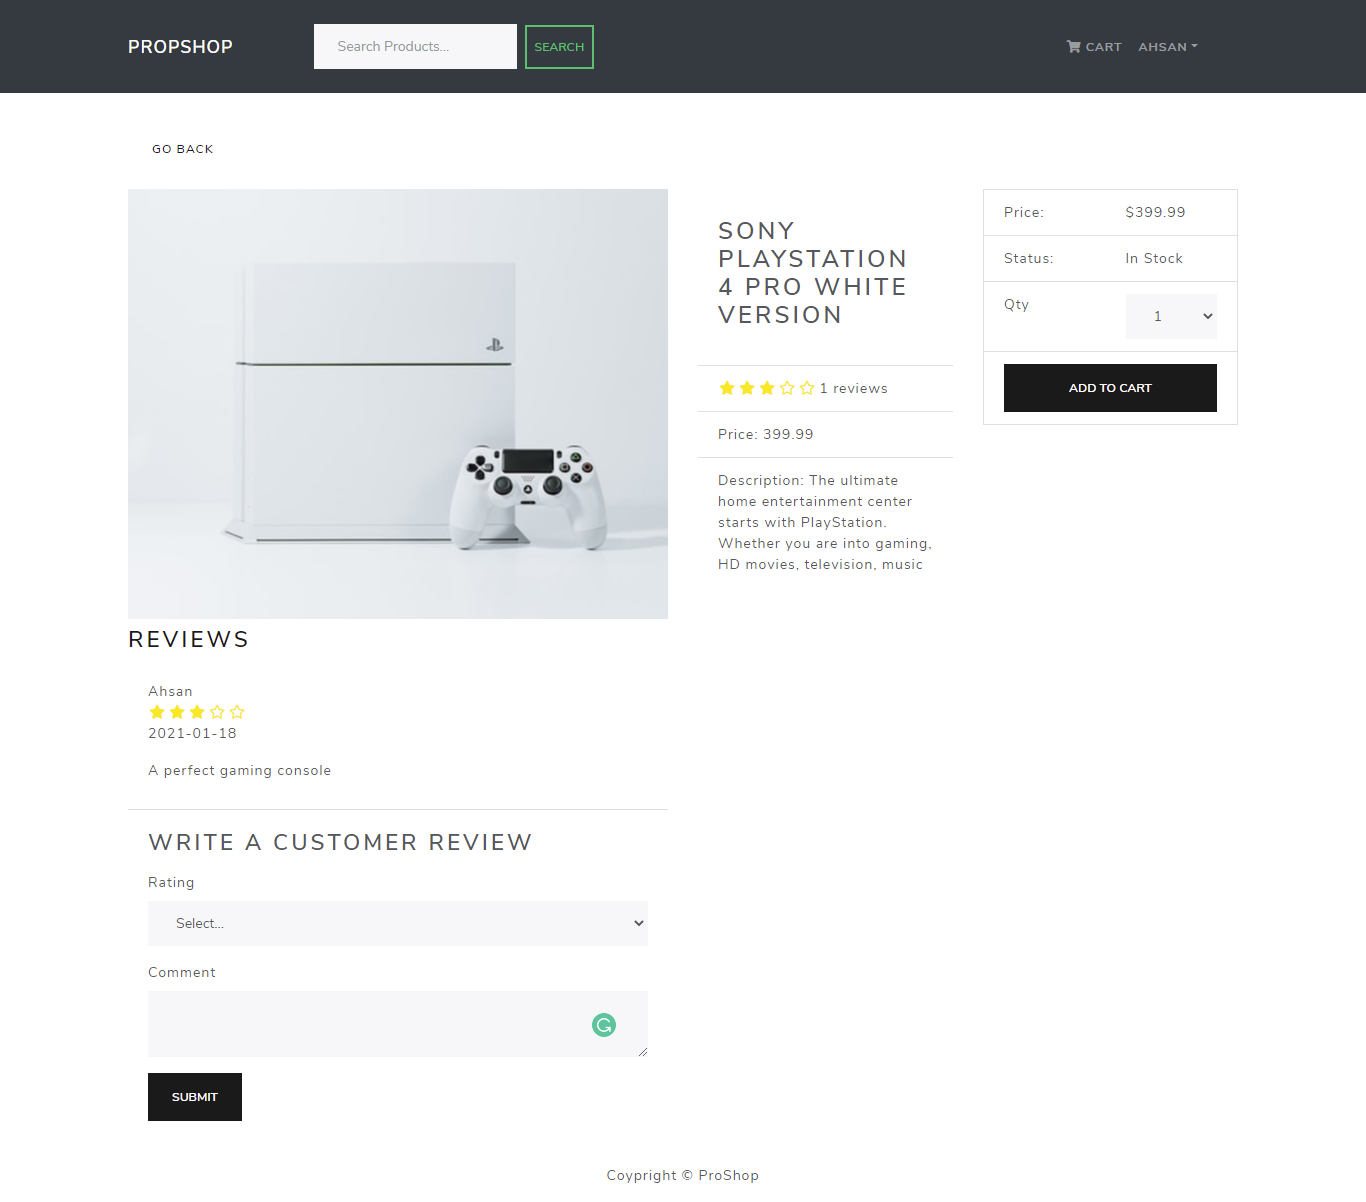 PROPSHOP
Search Products...
SEARCH
CART
AHSAN
GO BACK
SONY
PLAYSTATION
4 PRO WHITE
VERSION
1 reviews
Price: 399.99
Description: The ultimate
home entertainment center
starts with PlayStation.
Whether you are into gaming,
HD movies, television, music
Price: $399.99
Status: In Stock
Qty 1
ADD TO CART
REVIEWS
Ahsan
2021-01-18
A perfect gaming console
WRITE A CUSTOMER REVIEW
Rating
Select...
Comment
SUBMIT
Coypright © ProShop